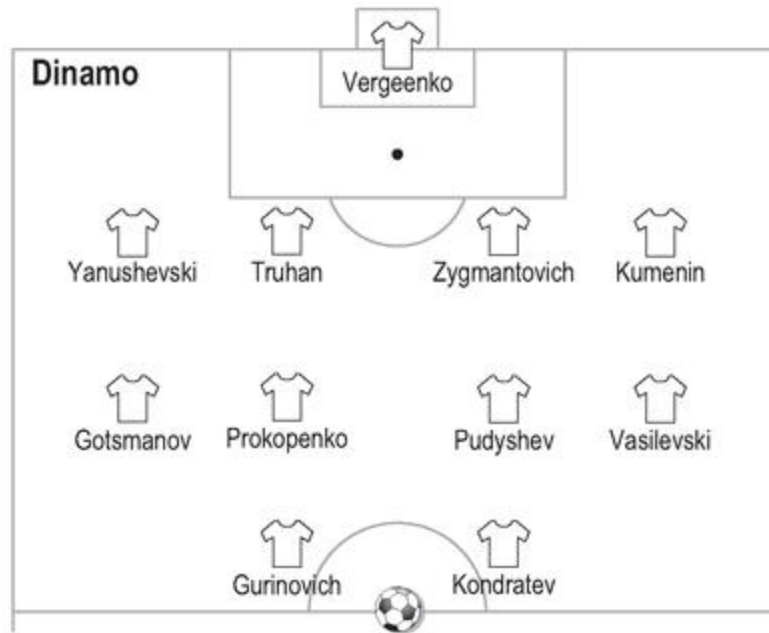 Dinamo
Vergeenko
Yanushevski Truhan Zygmantovich Kumenin
Gotsmanov Prokopenko Pudyshev Vasilevski
Gurinovich Kondratev